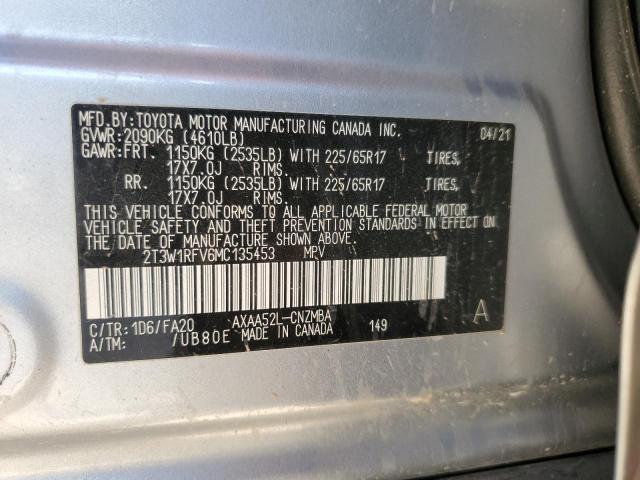 MFD.BY:TOYOTA MOTOR MANUFACTURING CANADA INC. 04/21
GVWR:2090KG (4610LB)
GAWR:FRT. 1150KG (2535LB) WITH 225/65R17 TIRES,
17X7.0J RIMS.
RR. 1150KG (2535LB) WITH 225/65R17 TIRES,
17X7.0J RIMS.
THIS VEHICLE CONFORMS TO ALL APPLICABLE FEDERAL MOTOR
VEHICLE SAFETY AND THEFT PREVENTION STANDARDS IN EFFECT ON
THE DATE OF MANUFACTURE SHOWN ABOVE.
2T3W1RFV6MC135453 MPV
C/TR:1D6/FA20 AXAA52L-CNZMBA 149 A
A/TM: /UB80E MADE IN CANADA